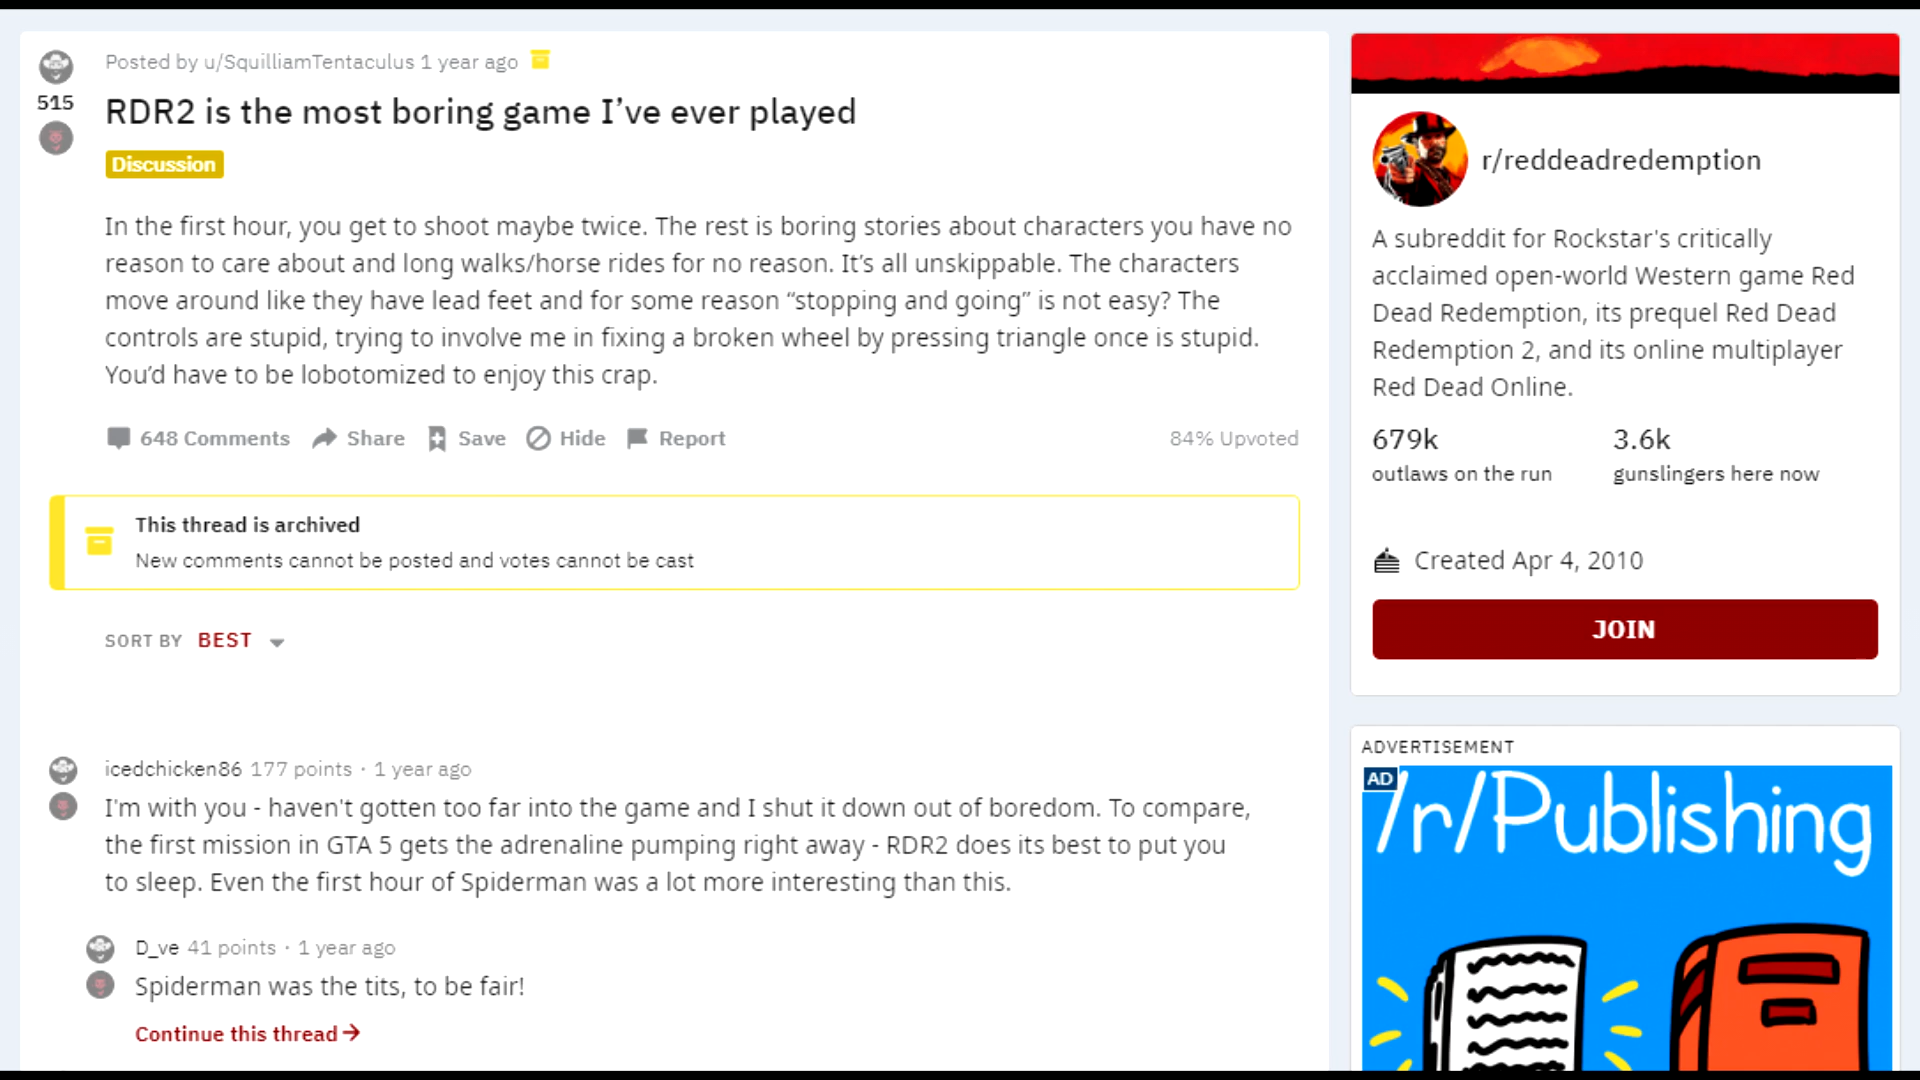 Posted by u/SquilliamTentaculus 1 year ago
515
RDR2 is the most boring game I’ve ever played
Discussion
In the first hour, you get to shoot maybe twice. The rest is boring stories about characters you have no
reason to care about and long walks/horse rides for no reason. It’s all unskippable. The characters
move around like they have lead feet and for some reason “stopping and going” is not easy? The
controls are stupid, trying to involve me in fixing a broken wheel by pressing triangle once is stupid.
You’d have to be lobotomized to enjoy this crap.
648 Comments Share Save Hide Report 84% Upvoted
This thread is archived
New comments cannot be posted and votes cannot be cast
SORT BY BEST
icedchicken86 177 points · 1 year ago
I'm with you - haven't gotten too far into the game and I shut it down out of boredom. To compare,
the first mission in GTA 5 gets the adrenaline pumping right away - RDR2 does its best to put you
to sleep. Even the first hour of Spiderman was a lot more interesting than this.
D_ve 41 points · 1 year ago
Spiderman was the tits, to be fair!
Continue this thread
r/reddeadredemption
A subreddit for Rockstar's critically
acclaimed open-world Western game Red
Dead Redemption, its prequel Red Dead
Redemption 2, and its online multiplayer
Red Dead Online.
679k 3.6k
outlaws on the run gunslingers here now
Created Apr 4, 2010
JOIN
ADVERTISEMENT
AD
/r/Publishing